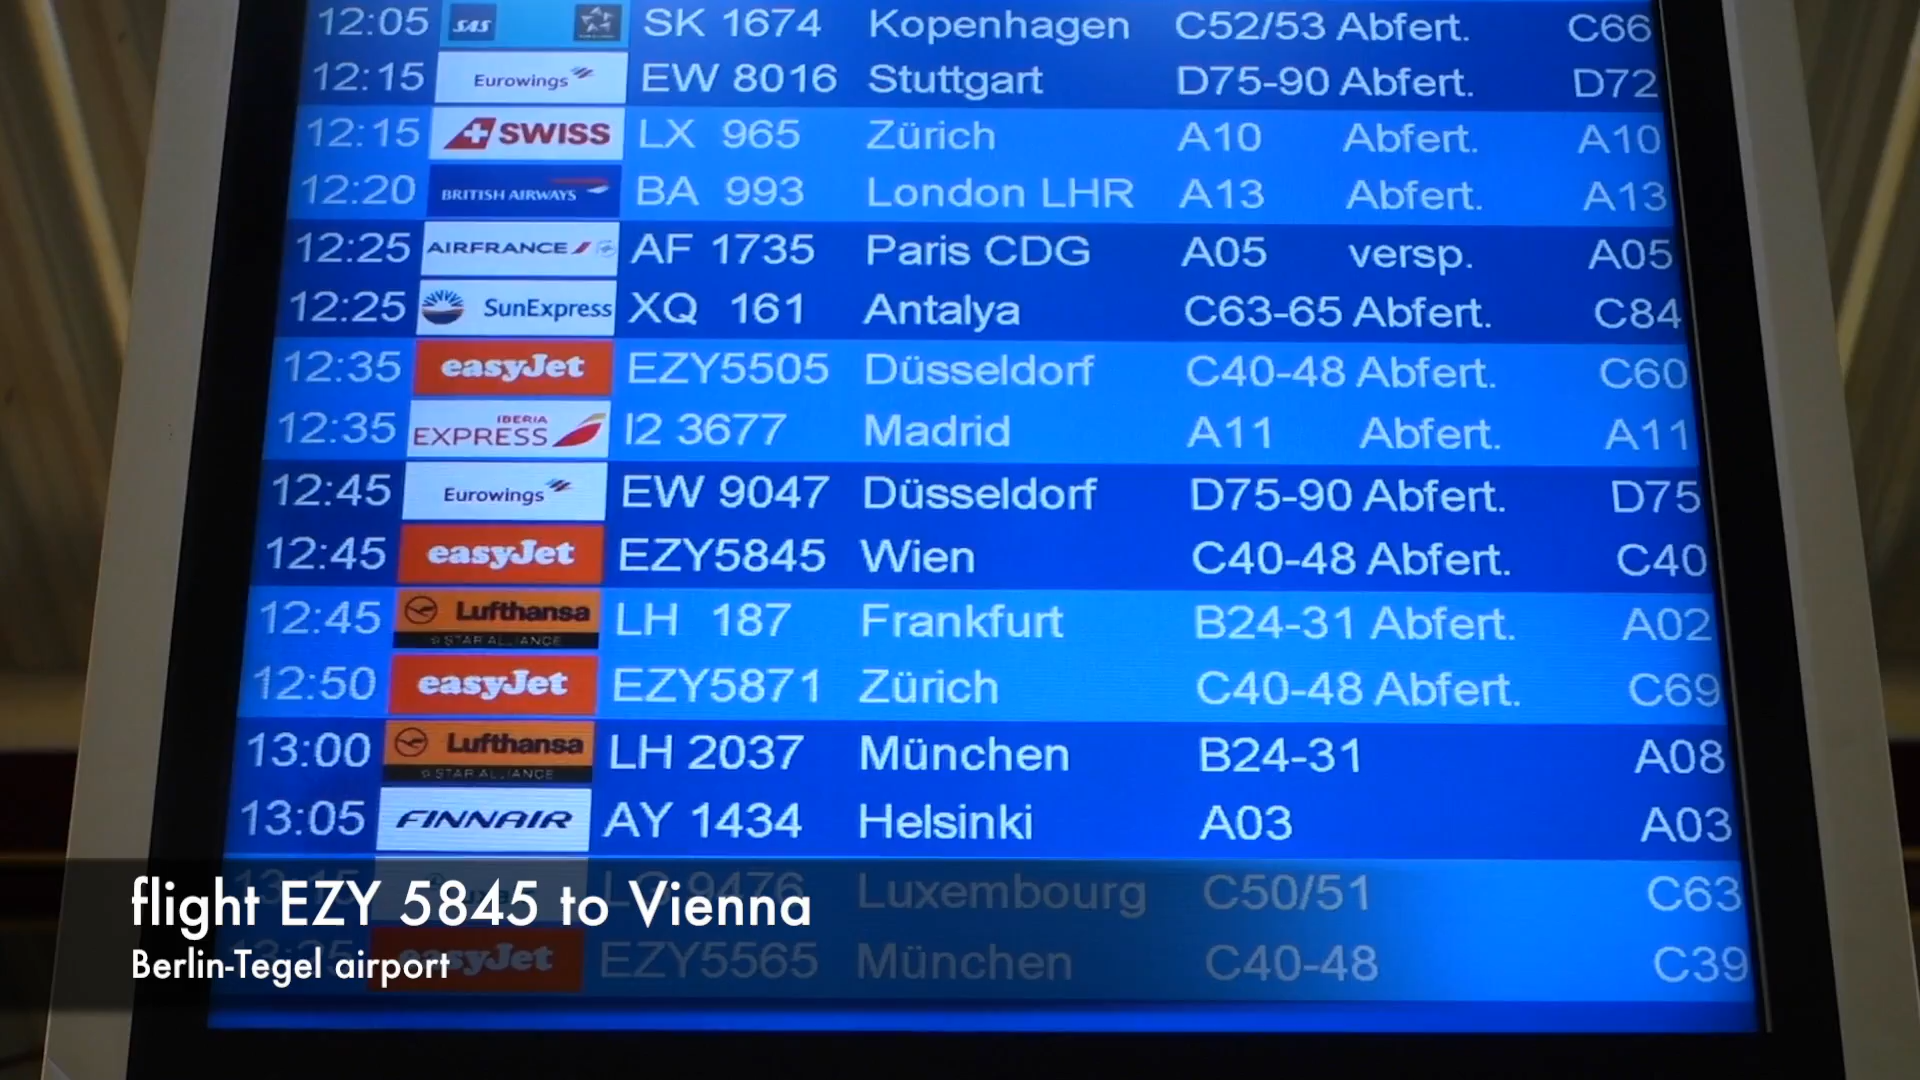 12:05 SAS SK 1674 Kopenhagen C52/53 Abfert. C66
12:15 Eurowings EW 8016 Stuttgart D75-90 Abfert. D72
12:15 SWISS LX 965 Zürich A10 Abfert. A10
12:20 BRITISH AIRWAYS BA 993 London LHR A13 Abfert. A13
12:25 AIRFRANCE AF 1735 Paris CDG A05 versp. A05
12:25 SunExpress XQ 161 Antalya C63-65 Abfert. C84
12:35 easyJet EZY5505 Düsseldorf C40-48 Abfert. C60
12:35 IBERIA EXPRESS I2 3677 Madrid A11 Abfert. A11
12:45 Eurowings EW 9047 Düsseldorf D75-90 Abfert. D75
12:45 easyJet EZY5845 Wien C40-48 Abfert. C40
12:45 Lufthansa STAR ALLIANCE LH 187 Frankfurt B24-31 Abfert. A02
12:50 easyJet EZY5871 Zürich C40-48 Abfert. C69
13:00 Lufthansa STAR ALLIANCE LH 2037 München B24-31 A08
13:05 FINNAIR AY 1434 Helsinki A03 A03
13:15 LG 9476 Luxembourg C50/51 C63
easyJet EZY5565 München C40-48 C39
flight EZY 5845 to Vienna
Berlin-Tegel airport